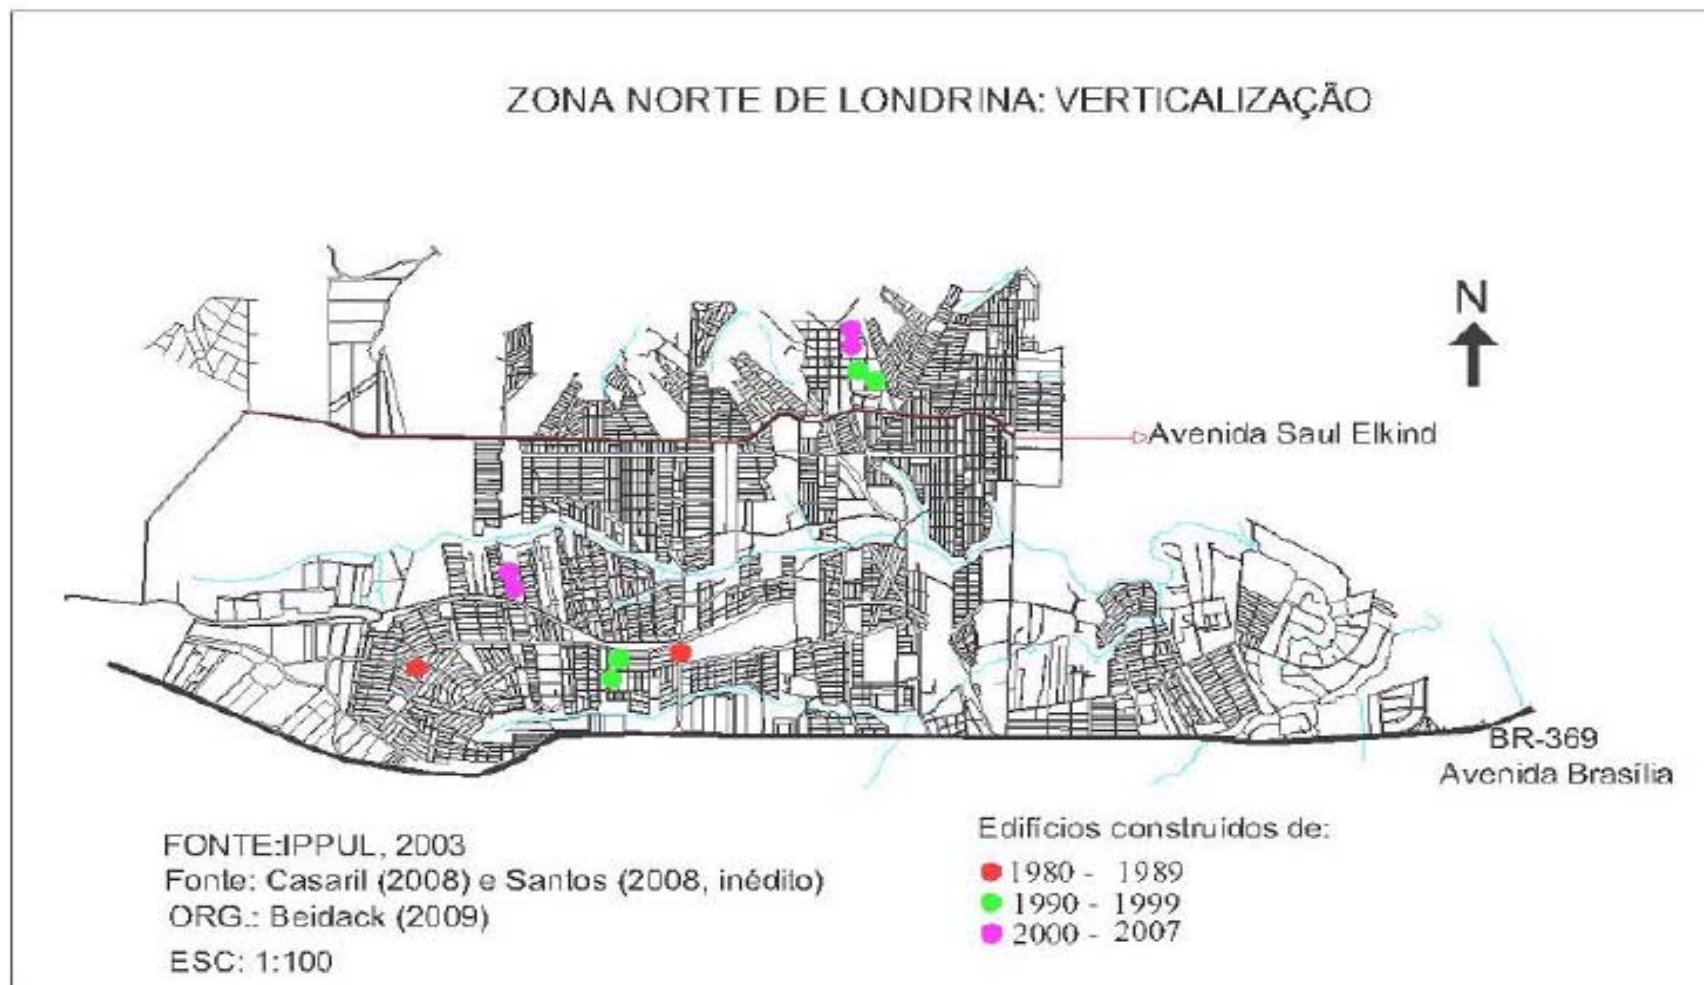 ZONA NORTE DE LONDRINA: VERTICALIZAÇÃO
N
Avenida Saul Elkind
BR-369
Avenida Brasília
FONTE:IPPUL, 2003
Fonte: Casaril (2008) e Santos (2008, inédito)
ORG.: Beidack (2009)
ESC: 1:100
Edifícios construidos de:
1980 - 1989
1990 - 1999
2000 - 2007